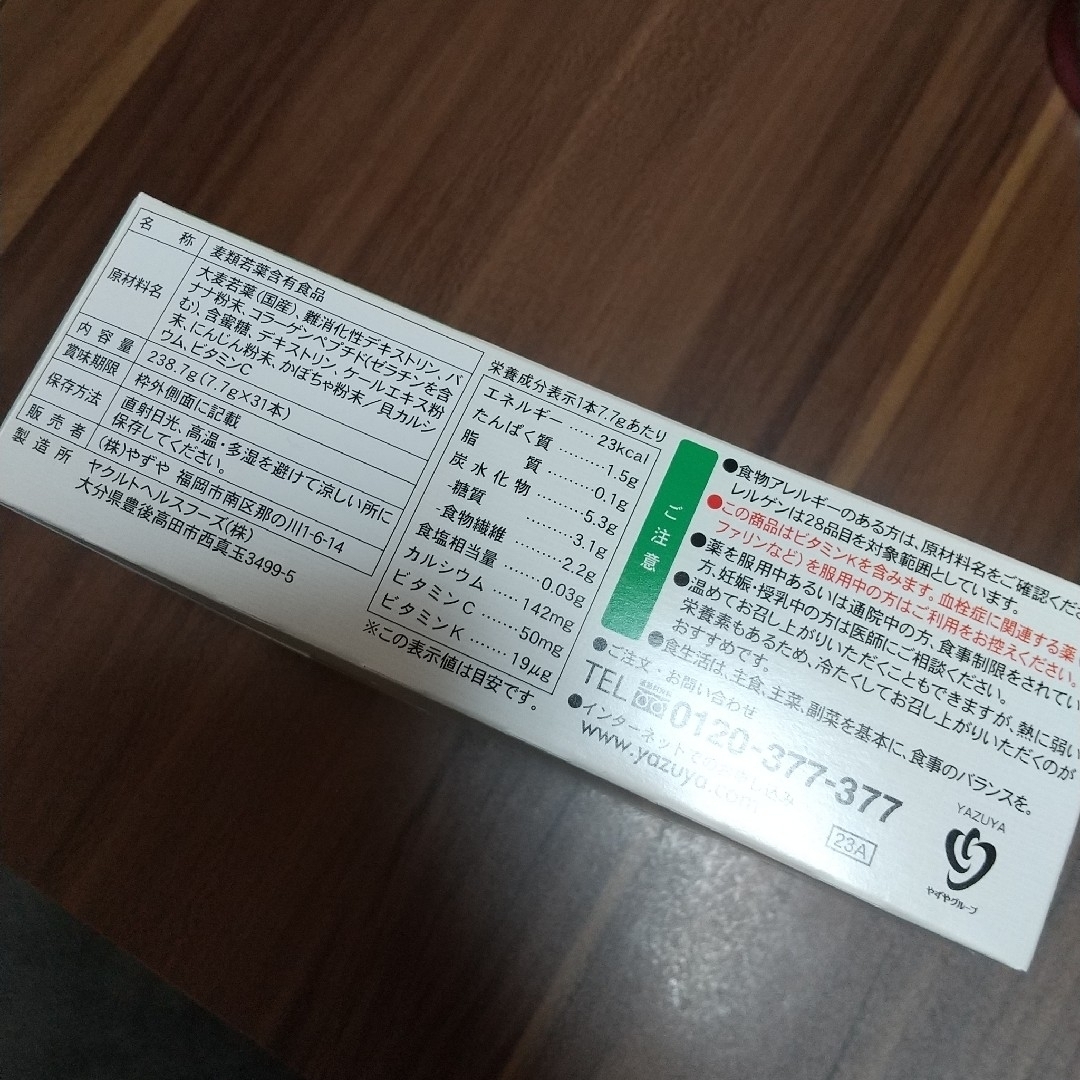 名称 麦類若葉含有食品
原材料名 大麦若葉(国産)、難消化性デキストリン、バ
ナナ粉末、コラーゲンペプチド(ゼラチンを含
む)、含蜜糖、デキストリン、ケールエキス粉
末、にんじん粉末、かぼちゃ粉末/貝カルシ
ウム、ビタミンC
内容量 238.7g(7.7g×31本)
賞味期限 枠外側面に記載
保存方法 直射日光、高温・多湿を避けて涼しい所に
保存してください。
販売者 (株)やずや 福岡市南区那の川1-6-14
製造所 ヤクルトヘルスフーズ(株)
大分県豊後高田市西真玉3499-5
栄養成分表示1本7.7gあたり
エネルギー……23kcal
たんぱく質………1.5g
脂質………0.1g
炭水化物………5.3g
糖質………3.1g
-食物繊維………2.2g
食塩相当量………0.03g
カルシウム……142mg
ビタミンC………50mg
ビタミンK………19μg
※この表示値は目安です。
ご注意
●食物アレルギーのある方は、原材料名をご確認くだ
レルゲンは28品目を対象範囲としています。
●この商品はビタミンKを含みます。血栓症に関連する薬
ファリンなど)を服用中の方はご利用をお控えください。
●薬を服用中あるいは通院中の方、食事制限をされてい
方、妊娠・授乳中の方は医師にご相談ください。
●温めてお召し上がりいただくこともできますが、熱に弱い
栄養素もあるため、冷たくしてお召し上がりいただくのが
おすすめです。
●食生活は、主食、主菜、副菜を基本に、食事のバランスを。
●ご注文・お問い合わせ
TEL 0120-377-377
●インターネットでのお申し込み
www.yazuya.com
23A
YAZUYA
やずやグループ